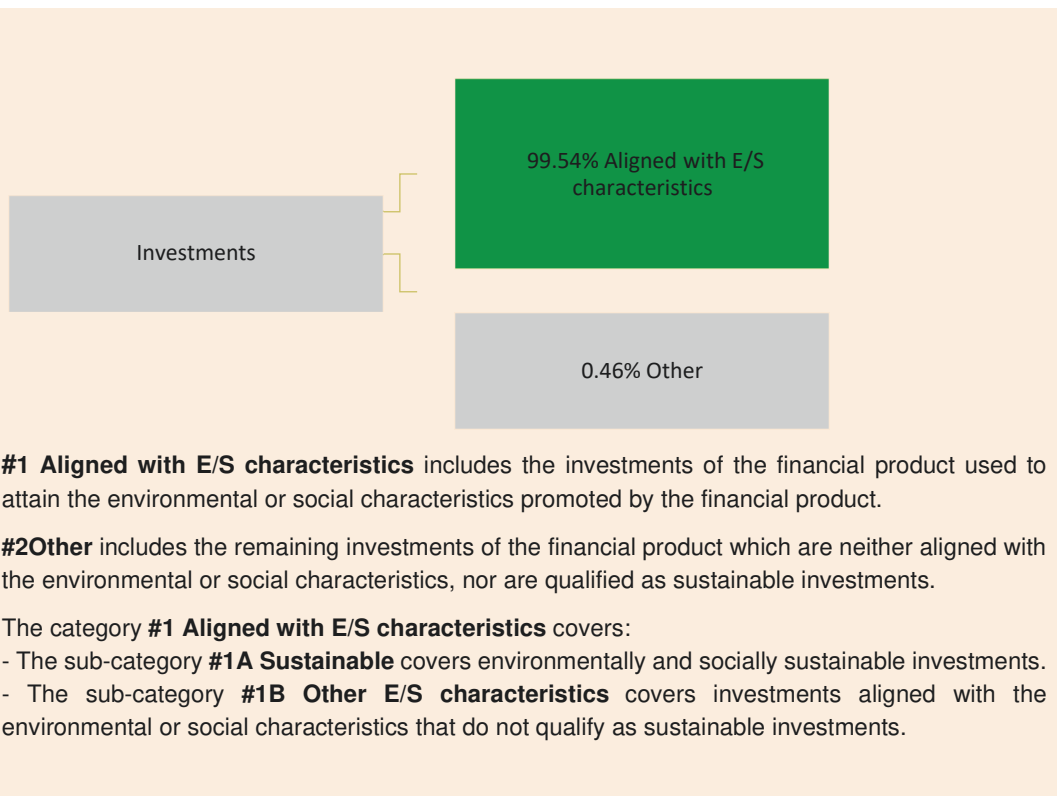 99.54% Aligned with E/S
characteristics
Investments
0.46% Other
#1 Aligned with E/S characteristics includes the investments of the financial product used to
attain the environmental or social characteristics promoted by the financial product.
#2Other includes the remaining investments of the financial product which are neither aligned with
the environmental or social characteristics, nor are qualified as sustainable investments.
The category #1 Aligned with E/S characteristics covers:
- The sub-category #1A Sustainable covers environmentally and socially sustainable investments.
- The sub-category #1B Other E/S characteristics covers investments aligned with the
environmental or social characteristics that do not qualify as sustainable investments.